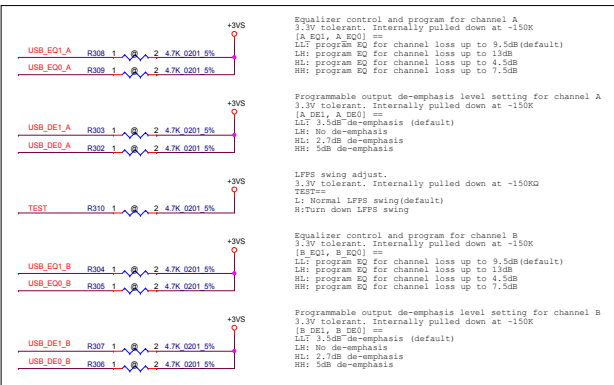 +3VS
USB_EQ1_A R308 1 @ 2 4.7K_0201_5%
USB_EQ0_A R309 1 @ 2 4.7K_0201_5%
Equalizer control and program for channel A
3.3V tolerant. Internally pulled down at ~150K
[A_EQ1, A_EQ0] ==
LL: program EQ for channel loss up to 9.5dB(default)
LH: program EQ for channel loss up to 13dB
HL: program EQ for channel loss up to 4.5dB
HH: program EQ for channel loss up to 7.5dB
+3VS
USB_DE1_A R303 1 @ 2 4.7K_0201_5%
USB_DE0_A R302 1 @ 2 4.7K_0201_5%
Programmable output de-emphasis level setting for channel A
3.3V tolerant. Internally pulled down at ~150K
[A_DE1, A_DE0] ==
LL: 3.5dB de-emphasis (default)
LH: No de-emphasis
HL: 2.7dB de-emphasis
HH: 5dB de-emphasis
+3VS
TEST R310 1 @ 2 4.7K_0201_5%
LFPS swing adjust.
3.3V tolerant. Internally pulled down at ~150KΩ
TEST==
L: Normal LFPS swing(default)
H:Turn down LFPS swing
+3VS
USB_EQ1_B R304 1 @ 2 4.7K_0201_5%
USB_EQ0_B R305 1 @ 2 4.7K_0201_5%
Equalizer control and program for channel B
3.3V tolerant. Internally pulled down at ~150K
[B_EQ1, B_EQ0] ==
LL: program EQ for channel loss up to 9.5dB(default)
LH: program EQ for channel loss up to 13dB
HL: program EQ for channel loss up to 4.5dB
HH: program EQ for channel loss up to 7.5dB
+3VS
USB_DE1_B R307 1 @ 2 4.7K_0201_5%
USB_DE0_B R306 1 @ 2 4.7K_0201_5%
Programmable output de-emphasis level setting for channel B
3.3V tolerant. Internally pulled down at ~150K
[B_DE1, B_DE0] ==
LL: 3.5dB de-emphasis (default)
LH: No de-emphasis
HL: 2.7dB de-emphasis
HH: 5dB de-emphasis